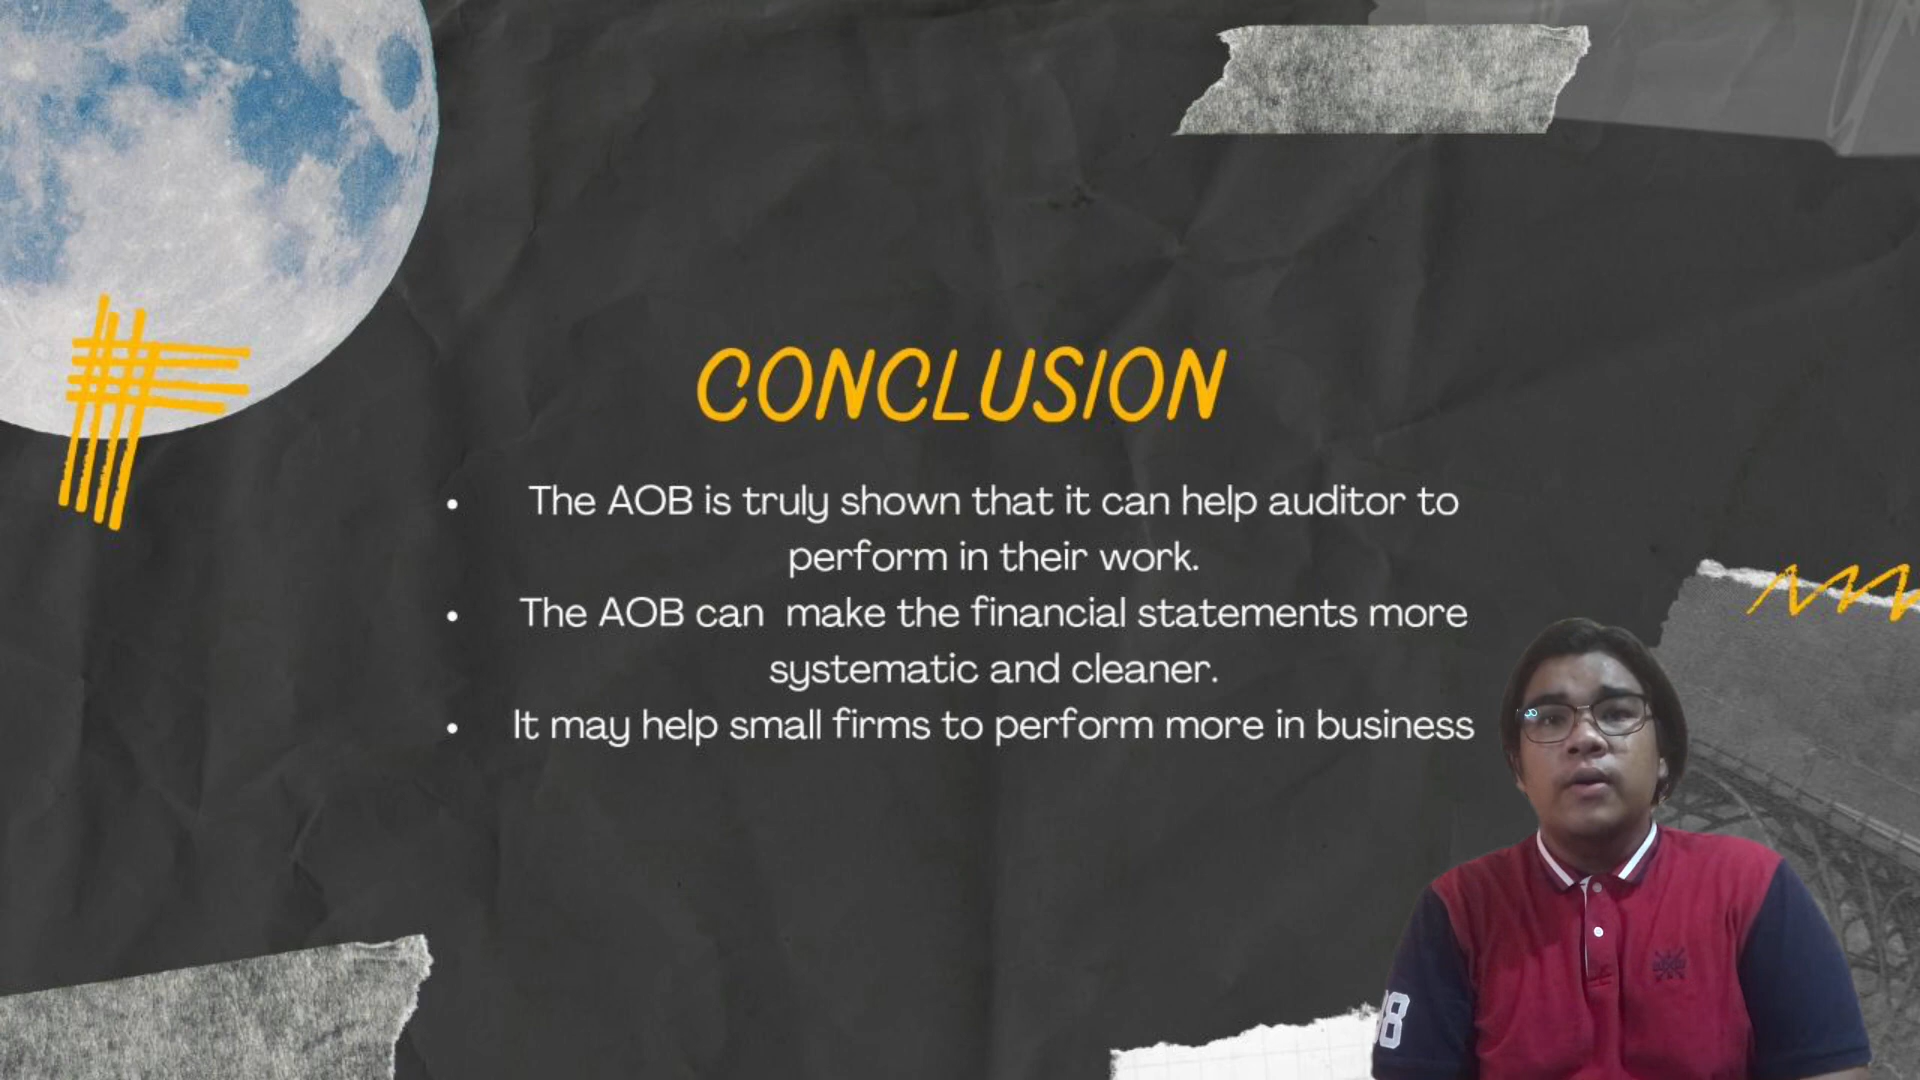 CONCLUSION
• The AOB is truly shown that it can help auditor to
perform in their work.
• The AOB can  make the financial statements more
systematic and cleaner.
• It may help small firms to perform more in business